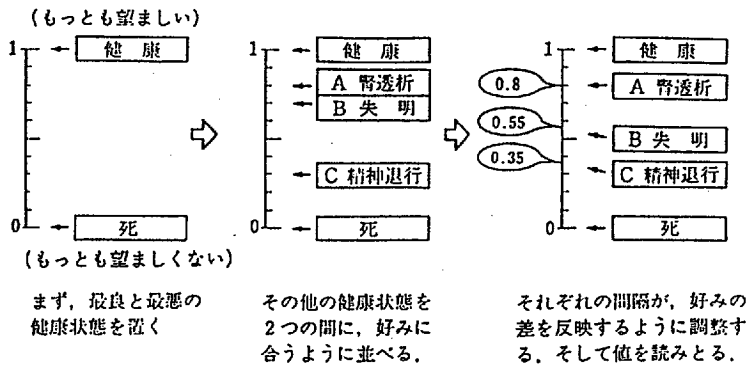 (もっとも望ましい)
1
健 康
0
死
(もっとも望ましくない)
まず,最良と最悪の
健康状態を置く
1
健 康
A 腎透析
B 失 明
C 精神退行
0
死
その他の健康状態を
2つの間に,好みに
合うように並べる.
1
健 康
0.8
A 腎透析
0.55
B 失 明
0.35
C 精神退行
0
死
それぞれの間隔が,好みの
差を反映するように調整す
る.そして値を読みとる.